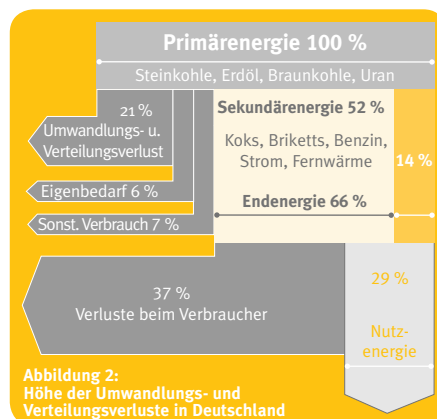 Primärenergie 100 %
Steinkohle, Erdöl, Braunkohle, Uran
21 %
Umwandlungs- u.
Verteilungsverlust
Eigenbedarf 6 %
Sonst. Verbrauch 7 %
Sekundärenergie 52 %
Koks, Briketts, Benzin,
Strom, Fernwärme
14 %
Endenergie 66 %
37 %
Verluste beim Verbraucher
29 %
Nutz-
energie
Abbildung 2:
Höhe der Umwandlungs- und
Verteilungsverluste in Deutschland